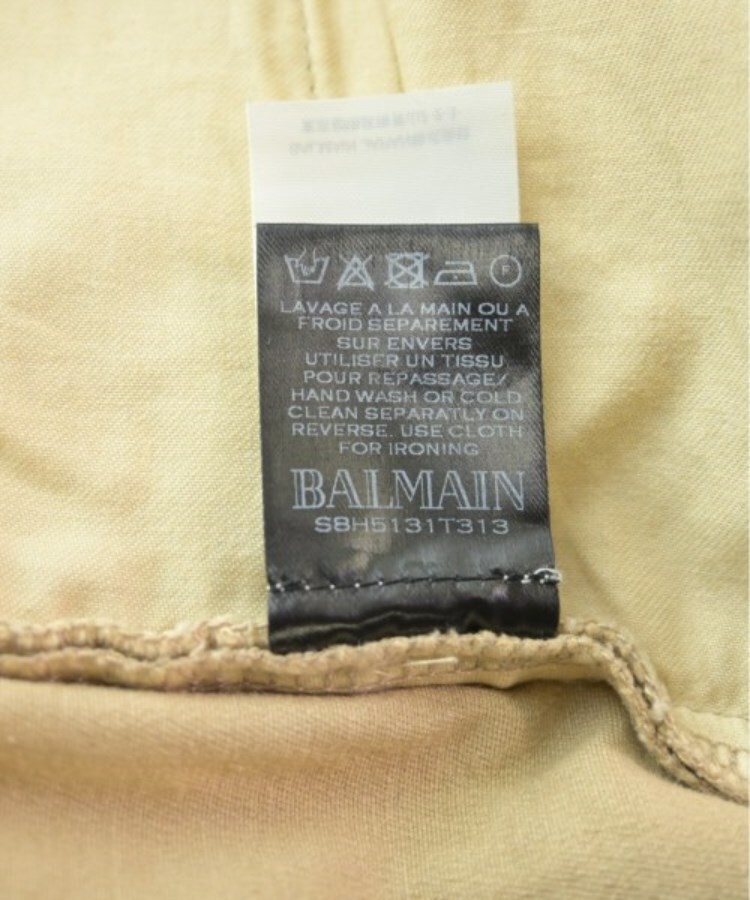 F
LAVAGE A LA MAIN OU A
FROID SEPAREMENT
SUR ENVERS
UTILISER UN TISSU
POUR REPASSAGE/
HAND WASH OR COLD
CLEAN SEPARATLY ON
REVERSE. USE CLOTH
FOR IRONING
BALMAIN
S8H5131T313